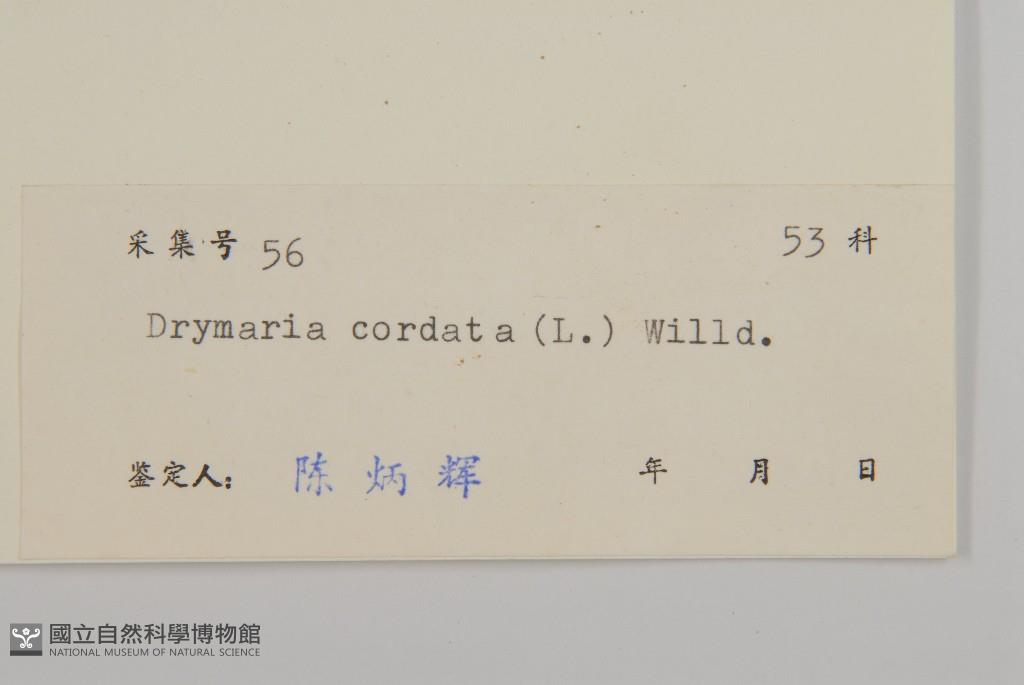 采集号 56 53 科
Drymaria cordata (L.) Willd.
鉴定人: 陈炳辉 年 月 日
國立自然科學博物館
NATIONAL MUSEUM OF NATURAL SCIENCE